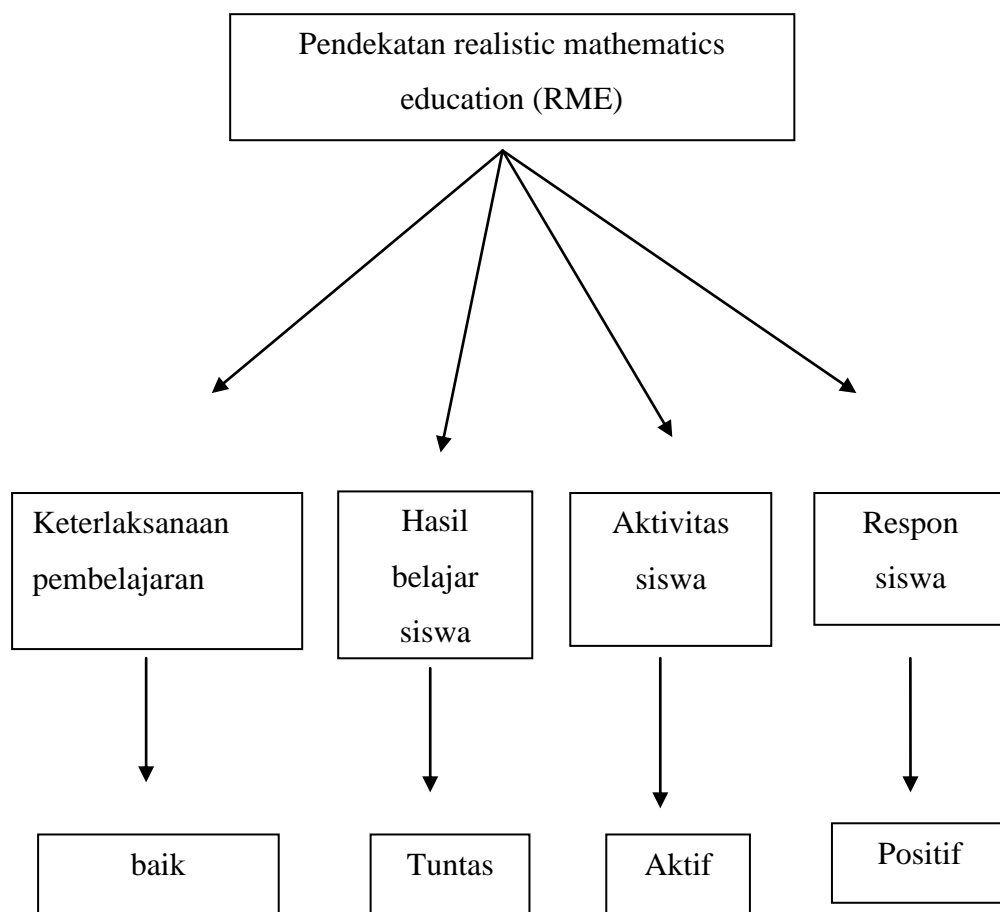 Pendekatan realistic mathematics
education (RME)
Keterlaksanaan
pembelajaran
Hasil
belajar
siswa
Aktivitas
siswa
Respon
siswa
baik
Tuntas
Aktif
Positif